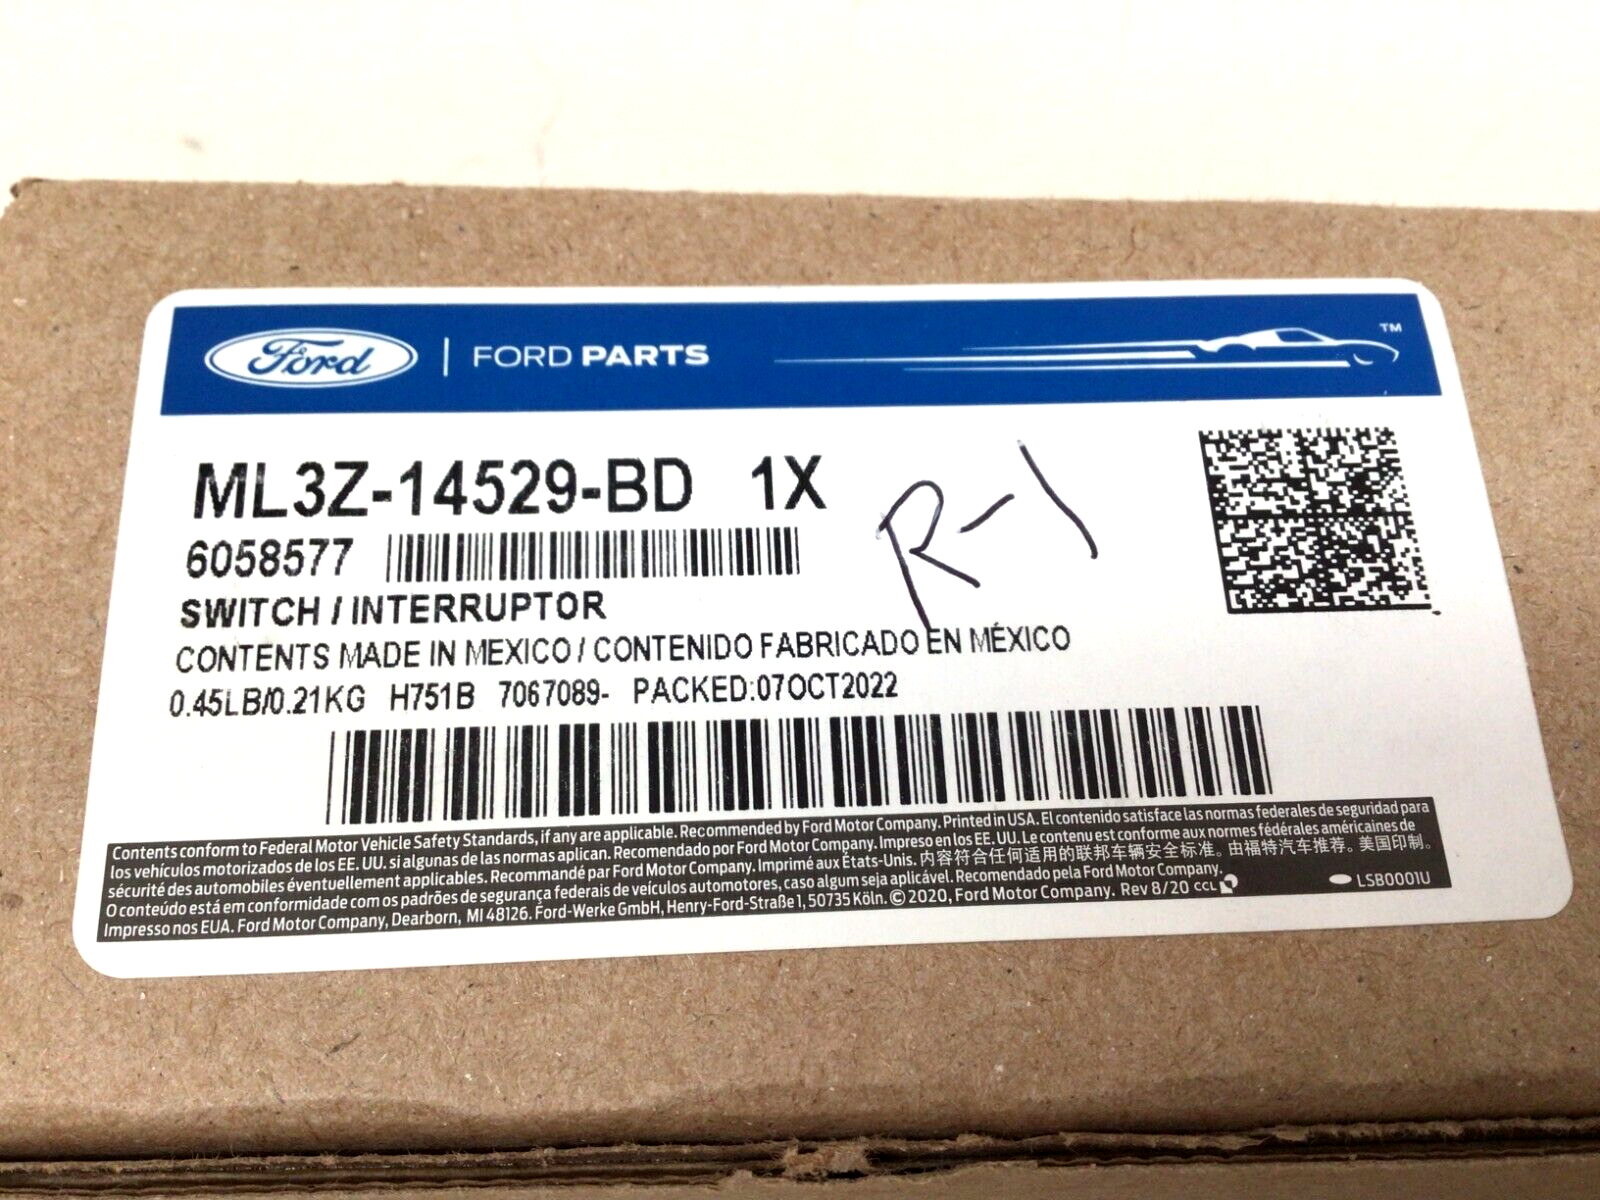 Ford | FORD PARTS TM
ML3Z-14529-BD 1X
R-1
6058577
SWITCH / INTERRUPTOR
CONTENTS MADE IN MEXICO / CONTENIDO FABRICADO EN MÉXICO
0.45LB/0.21KG H751B 7067089- PACKED:07OCT2022
Contents conform to Federal Motor Vehicle Safety Standards, if any are applicable. Recommended by Ford Motor Company. Printed in USA. El contenido satisface las normas federales de seguridad para
los vehículos motorizados de los EE. UU. si algunas de las normas aplican. Recomendado por Ford Motor Company. Impreso en los EE. UU. Le contenu est conforme aux normes fédérales américaines de
sécurité des automobiles éventuellement applicables. Recommandé par Ford Motor Company. Imprimé aux États-Unis. 内容符合任何适用的联邦车辆安全标准。由福特汽车推荐。美国印制。
O conteúdo está em conformidade com os padrões de segurança federais de veículos automotores, caso algum seja aplicável. Recomendado pela Ford Motor Company.
Impresso nos EUA. Ford Motor Company, Dearborn, MI 48126. Ford-Werke GmbH, Henry-Ford-Straße 1, 50735 Köln. © 2020, Ford Motor Company. Rev 8/20 CCL LSB0001U